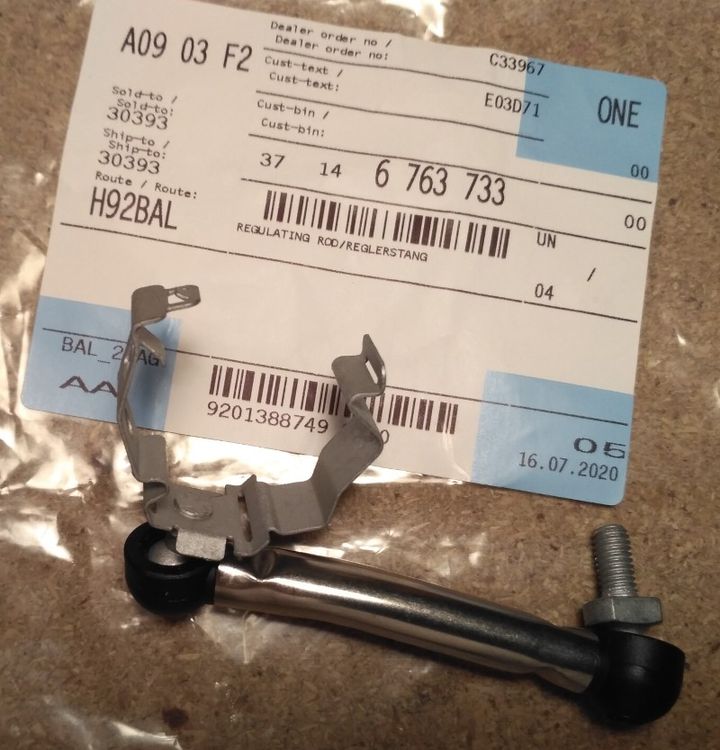 A09 03 F2
Dealer order no /
Dealer order no:
C33967
Cust-text /
Cust-text:
E03D71
ONE
Sold-to /
Sold-to:
30393
Cust-bin /
Cust-bin:
00
Ship-to /
Ship-to:
30393
37 14 6 763 733
00
Route / Route:
H92BAL
REGULATING ROD/REGLERSTANG
UN
/
04
BAL_2
AG
AA
9201388749
0
05
16.07.2020